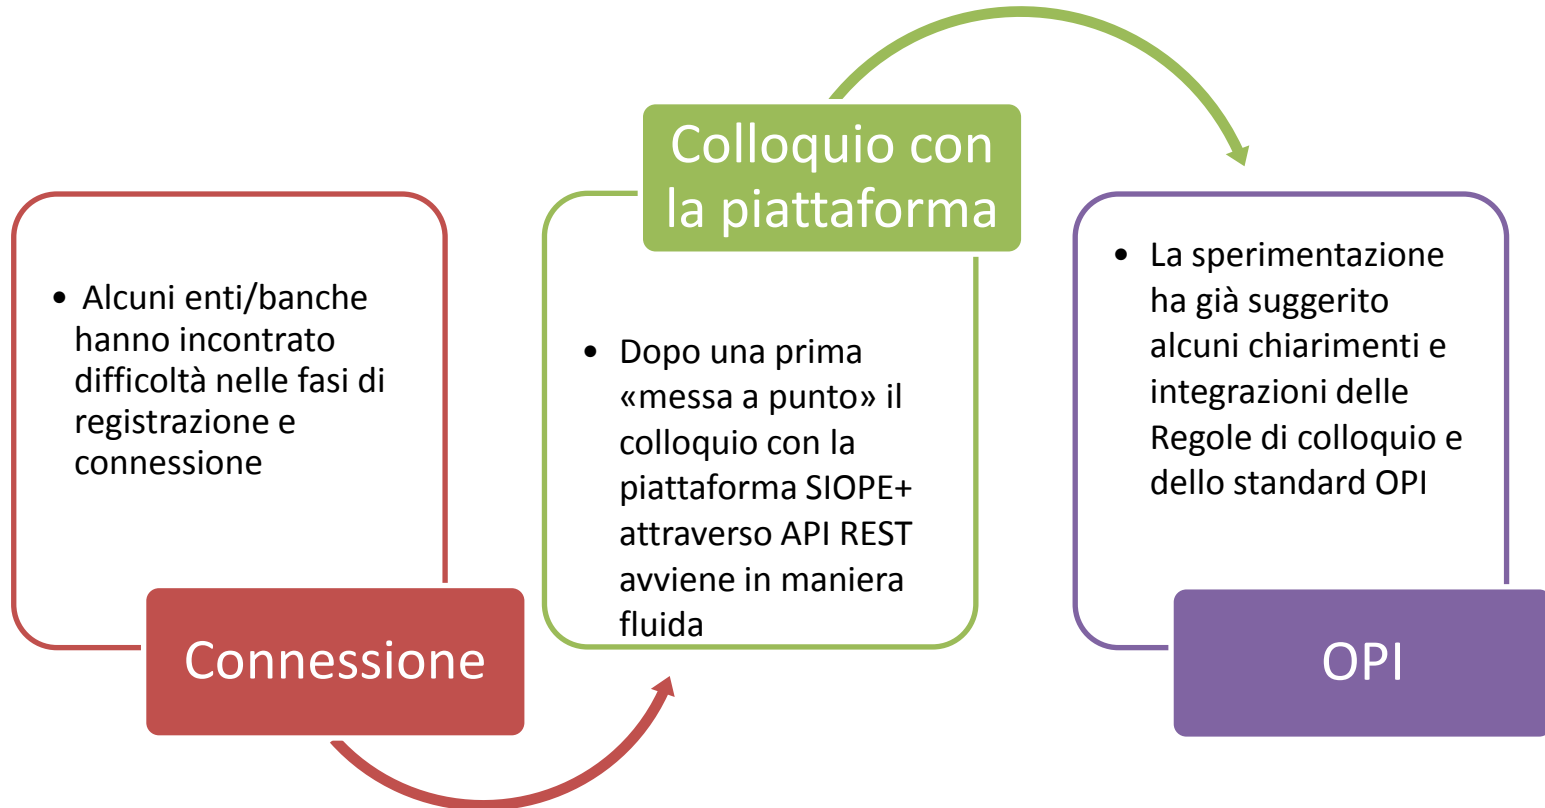 • Alcuni enti/banche
hanno incontrato
difficoltà nelle fasi di
registrazione e
connessione
Connessione
Colloquio con
la piattaforma
• Dopo una prima
«messa a punto» il
colloquio con la
piattaforma SIOPE+
attraverso API REST
avviene in maniera
fluida
• La sperimentazione
ha già suggerito
alcuni chiarimenti e
integrazioni delle
Regole di colloquio e
dello standard OPI
OPI